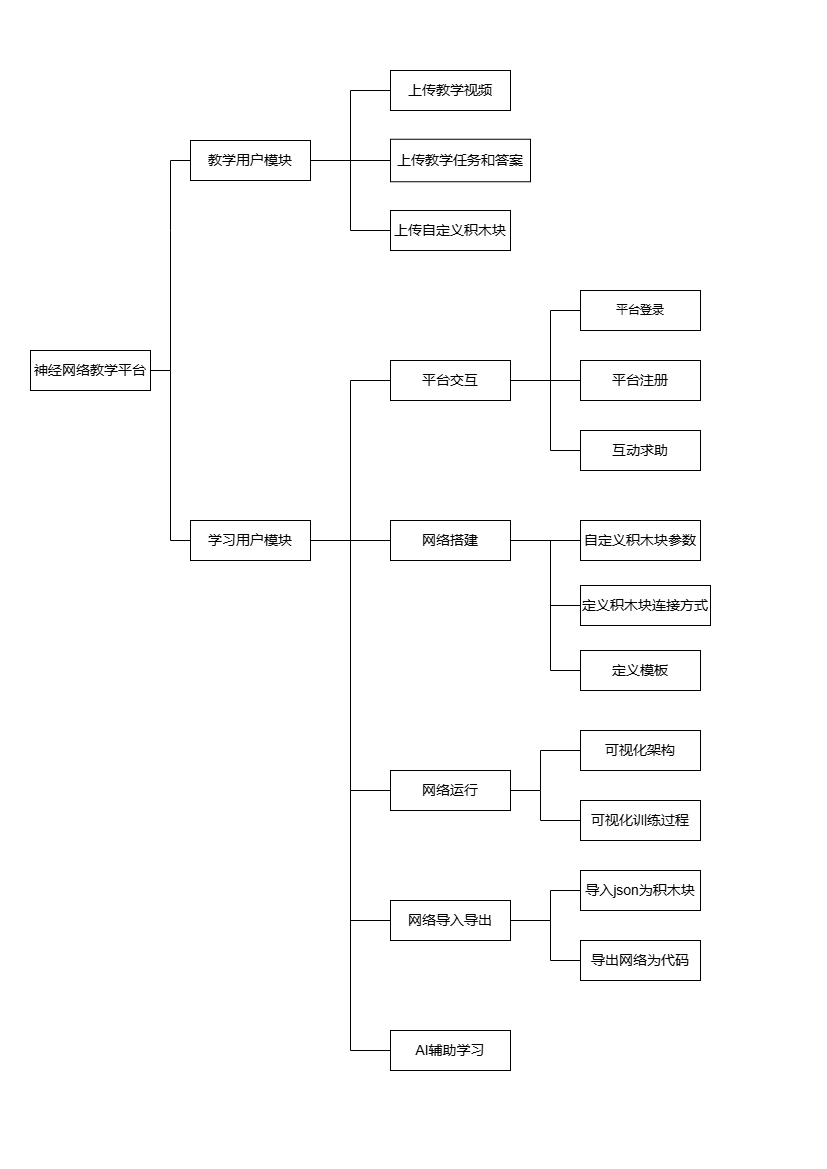 神经网络教学平台
教学用户模块
上传教学视频
上传教学任务和答案
上传自定义积木块
学习用户模块
平台交互
平台登录
平台注册
互动求助
网络搭建
自定义积木块参数
定义积木块连接方式
定义模板
网络运行
可视化架构
可视化训练过程
网络导入导出
导入json为积木块
导出网络为代码
AI辅助学习